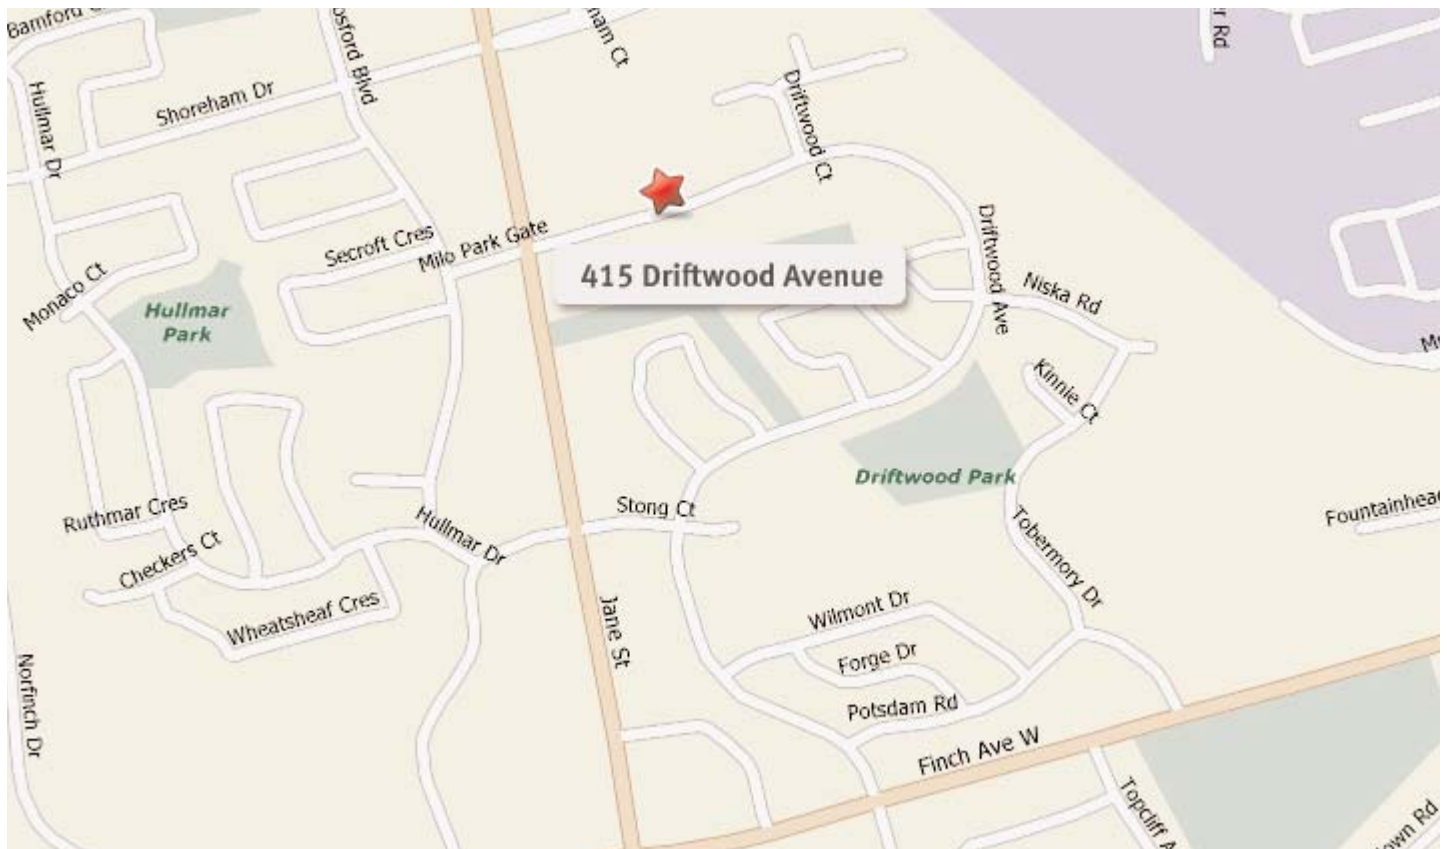 Bamford
osford Blvd
ham Ct
er Rd
Hullmar Dr
Shoreham Dr
Driftwood Ct
Driftwood Ave
Secroft Cres
Milo Park Gate
415 Driftwood Avenue
Monaco Ct
Hullmar
Park
Niska Rd
Kinnie Ct
Driftwood Park
Ruthmar Cres
Checkers Ct
Hullmar Dr
Stong Ct
Fountainhead
Tobermory Dr
Wheatsheaf Cres
Jane St
Wilmont Dr
Forge Dr
Potsdam Rd
Norfinch Dr
Finch Ave W
Topcliff A
own Rd